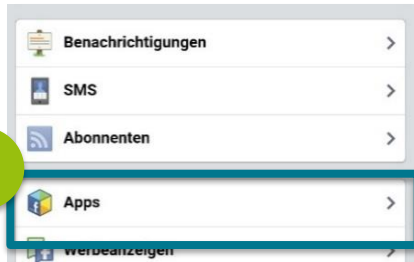 Benachrichtigungen
SMS
Abonnenten
Apps
Werbeanzeigen